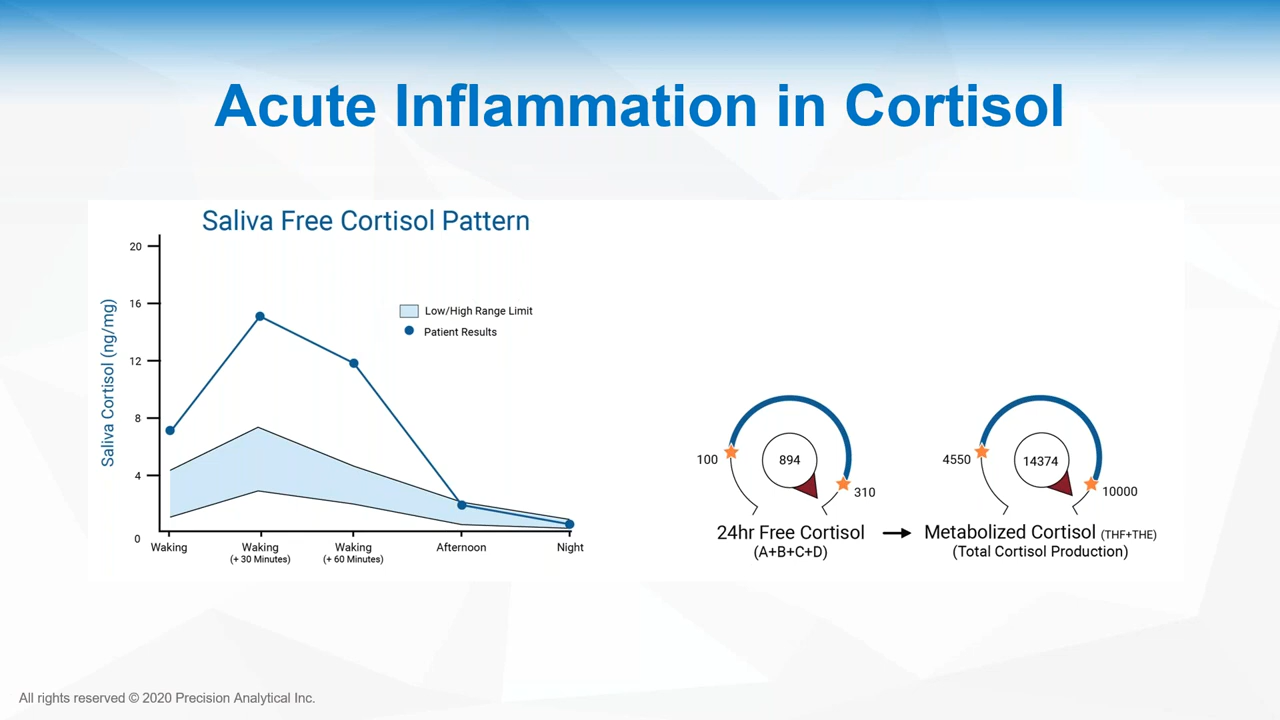 Acute Inflammation in Cortisol
Saliva Free Cortisol Pattern
Saliva Cortisol (ng/mg)
20
16
12
8
4
0
Low/High Range Limit
Patient Results
Waking
Waking
(+ 30 Minutes)
Waking
(+ 60 Minutes)
Afternoon
Night
100
894
310
24hr Free Cortisol
(A+B+C+D)
4550
14374
10000
Metabolized Cortisol (THF+THE)
(Total Cortisol Production)
All rights reserved © 2020 Precision Analytical Inc.